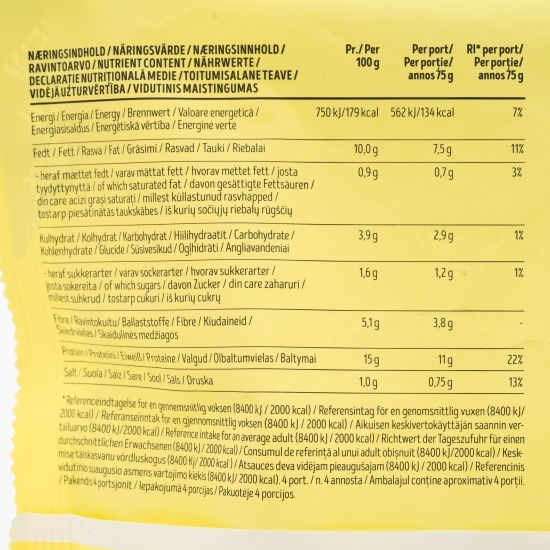 NÆRINGSINDHOLD / NÄRINGSVÄRDE / NÆRINGSINNHOLD /
RAVINTOARVO / NUTRIENT CONTENT / NÄHRWERTE /
DECLARAȚIE NUTRIȚIONALĂ MEDIE / TOITUMISALANE TEAVE /
VIDĒJĀ UZTURVĒRTĪBA / VIDUTINIS MAISTINGUMAS
Pr./ Per
100 g
Per port/
Per portie/
annos 75 g
RI* per port/
Per portie/
annos 75 g
Energi / Energia / Energy / Brennwert / Valoare energetică /
Energiasisaldus / Enerģētiskā vērtība / Energinė vertė
750 kJ/179 kcal 562 kJ/134 kcal 7%
Fedt / Fett / Rasva / Fat / Grăsimi / Rasvad / Tauki / Riebalai 10,0 g 7,5 g 11%
- heraf mættet fedt / varav mättat fett / hvorav mettet fett / josta 0,9 g 0,7 g 3%
tyydyttynyttä / of which saturated fat / davon gesättigte Fettsäuren /
din care acizi grași saturați / millest küllastunud rasvhapped /
tostarp piesātinātās taukskābes / iš kurių sočiųjų riebalų rūgščių
Kulhydrat / Kolhydrat / Karbohydrat / Hiilihydraatit / Carbohydrate / 3,9 g 2,9 g 1%
Kohlenhydrate / Glucide / Süsivesikud / Ogļhidrāti / Angliavandeniai
- heraf sukkerarter / varav sockerarter / hvorav sukkerarter / 1,6 g 1,2 g 1%
josta sokereita / of which sugars / davon Zucker / din care zaharuri /
millest suhkrud / tostarp cukuri / iš kurių cukrų
Fibre / Ravintokuitu/ Ballaststoffe / Fibre / Kiudaineid / 5,1 g 3,8 g -
Šķiedrvielas / Skaidulinės medžiagos
Protein / Proteiini / Eiweiß / Proteine / Valgud / Olbaltumvielas / Baltymai 15 g 11 g 22%
Salt / Suola / Salz / Sare / Sool / Sāls / Druska 1,0 g 0,75 g 13%
*Referenceindtagelse for en gennemsnitlig voksen (8400 kJ / 2000 kcal) / Referensintag för en genomsnittlig vuxen (8400 kJ/
2000 kcal) / Referanseinntak for en gjennomsnittlig voksen (8400 kJ / 2000 kcal) / Aikuisen keskivertokäyttäjän saannin ver-
tailuarvo (8400 kJ / 2000 kcal) / Reference intake for an average adult (8400 kJ / 2000 kcal) / Richtwert der Tageszufuhr für einen
durchschnittlichen Erwachsenen (8400 kJ / 2000 kcal) / Consumul de referință al unui adult obișnuit (8400 kJ/2000 kcal) / Kesk-
mise täiskasvanu võrdluskogus (8400 Kj/ 2000 kcal) / Atsauces deva vidējam pieaugušajam (8400 kJ / 2000 kcal) / Referencinis
vidutinio suaugusio asmens vartojimo kiekis (8400 kJ/ 2000 kcal). 4 port. / n. 4 annosta / Ambalajul conține aproximativ 4 porții.
/ Pakendis 4 portsjonit / Iepakojumā 4 porcijas / Pakuotėje 4 porcijos.